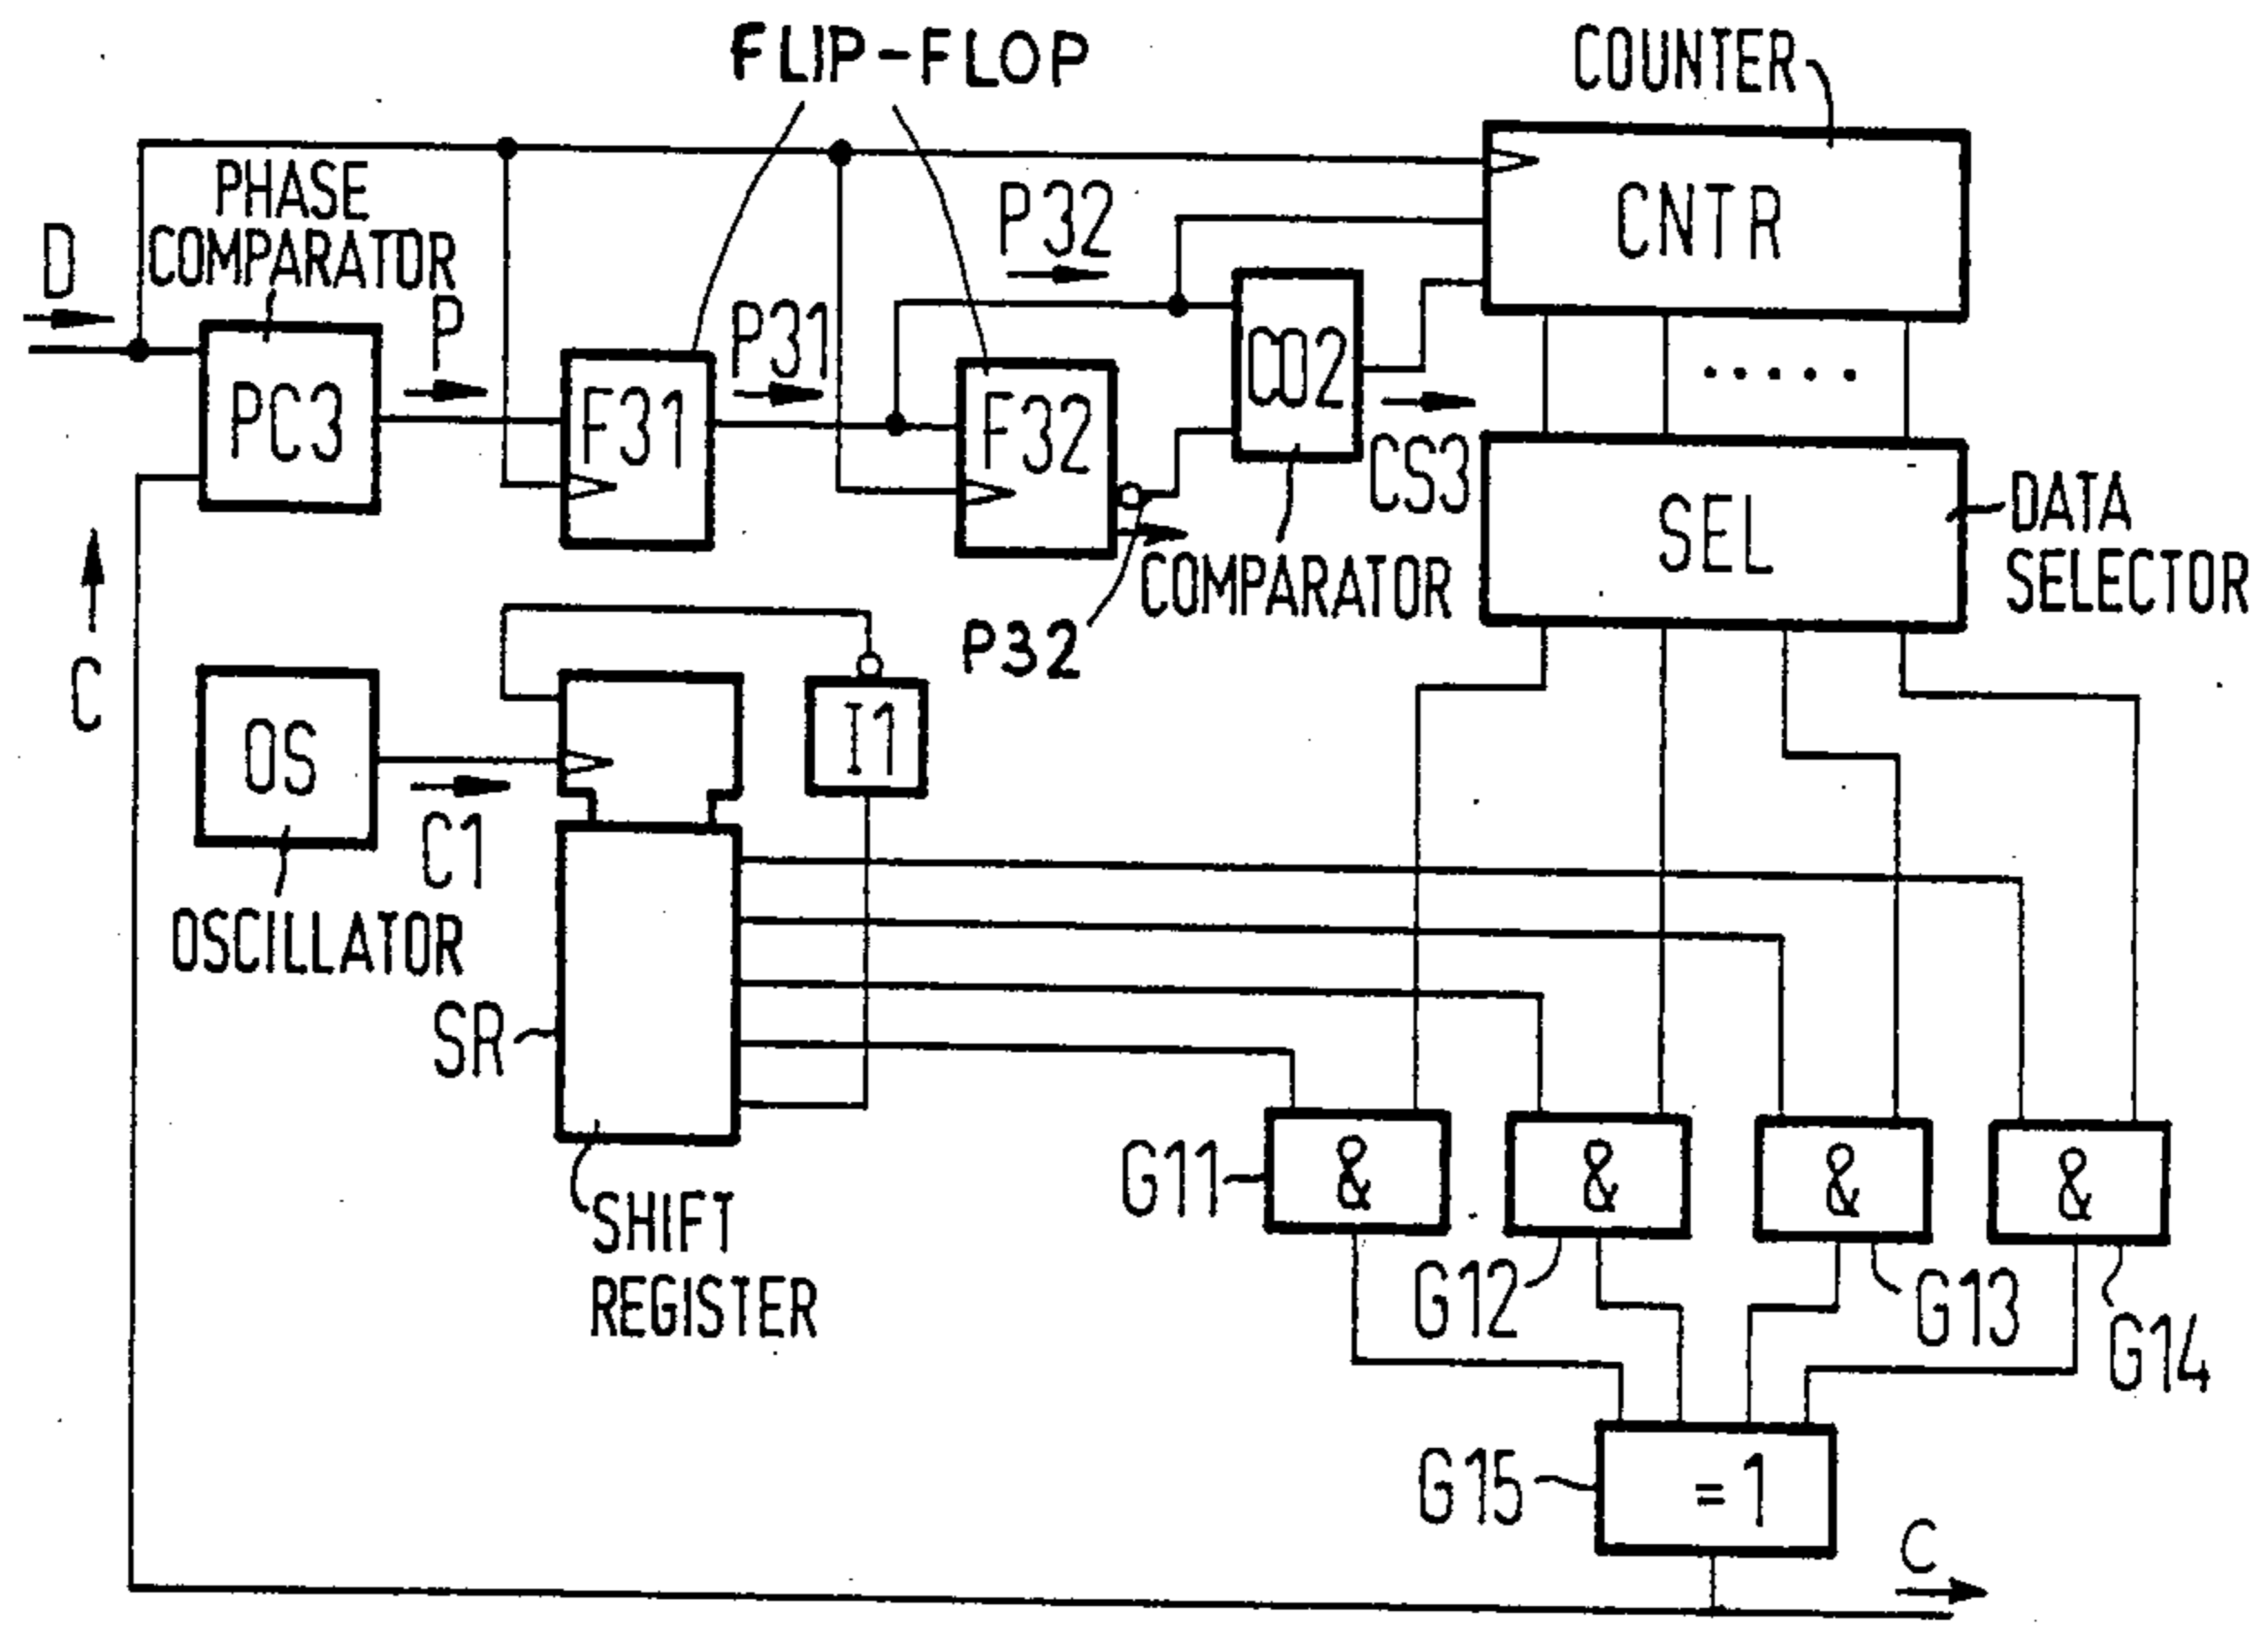 FLIP-FLOP
COUNTER
PHASE
COMPARATOR
D
P
P31
P32
CNTR
PC3
F31
F32
CO2
CS3
COMPARATOR
P32
SEL
DATA
SELECTOR
C
OS
C1
OSCILLATOR
I1
SR
SHIFT
REGISTER
G11
&
&
&
&
G12
G13
G14
G15
=1
C